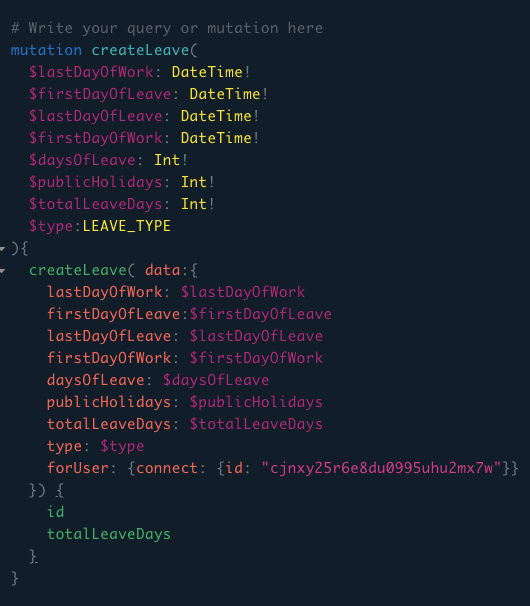 # Write your query or mutation here
mutation createLeave(
$lastDayOfWork: DateTime!
$firstDayOfLeave: DateTime!
$lastDayOfLeave: DateTime!
$firstDayOfWork: DateTime!
$daysOfLeave: Int!
$publicHolidays: Int!
$totalLeaveDays: Int!
$type:LEAVE_TYPE
){
createLeave( data:{
lastDayOfWork: $lastDayOfWork
firstDayOfLeave:$firstDayOfLeave
lastDayOfLeave: $lastDayOfLeave
firstDayOfWork: $firstDayOfWork
daysOfLeave: $daysOfLeave
publicHolidays: $publicHolidays
totalLeaveDays: $totalLeaveDays
type: $type
forUser: {connect: {id: "cjnxy25r6e8du0995uhu2mx7w"}}
}) {
id
totalLeaveDays
}
}